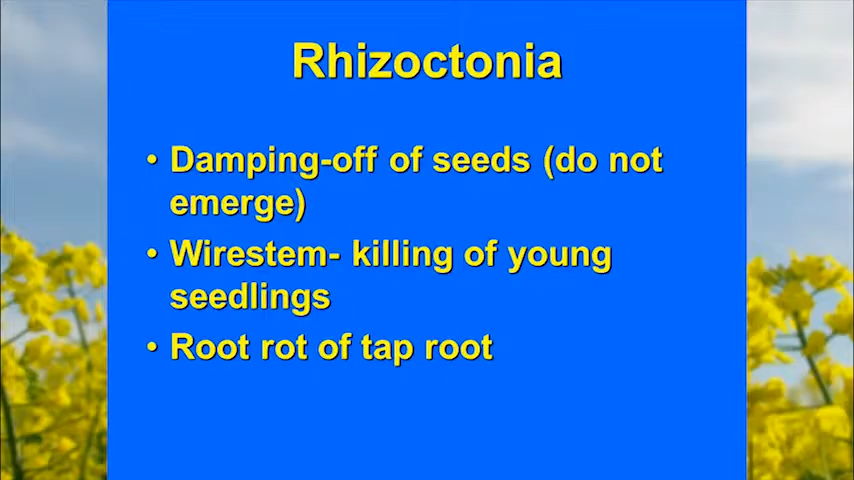 Rhizoctonia
• Damping-off of seeds (do not
emerge)
• Wirestem- killing of young
seedlings
• Root rot of tap root